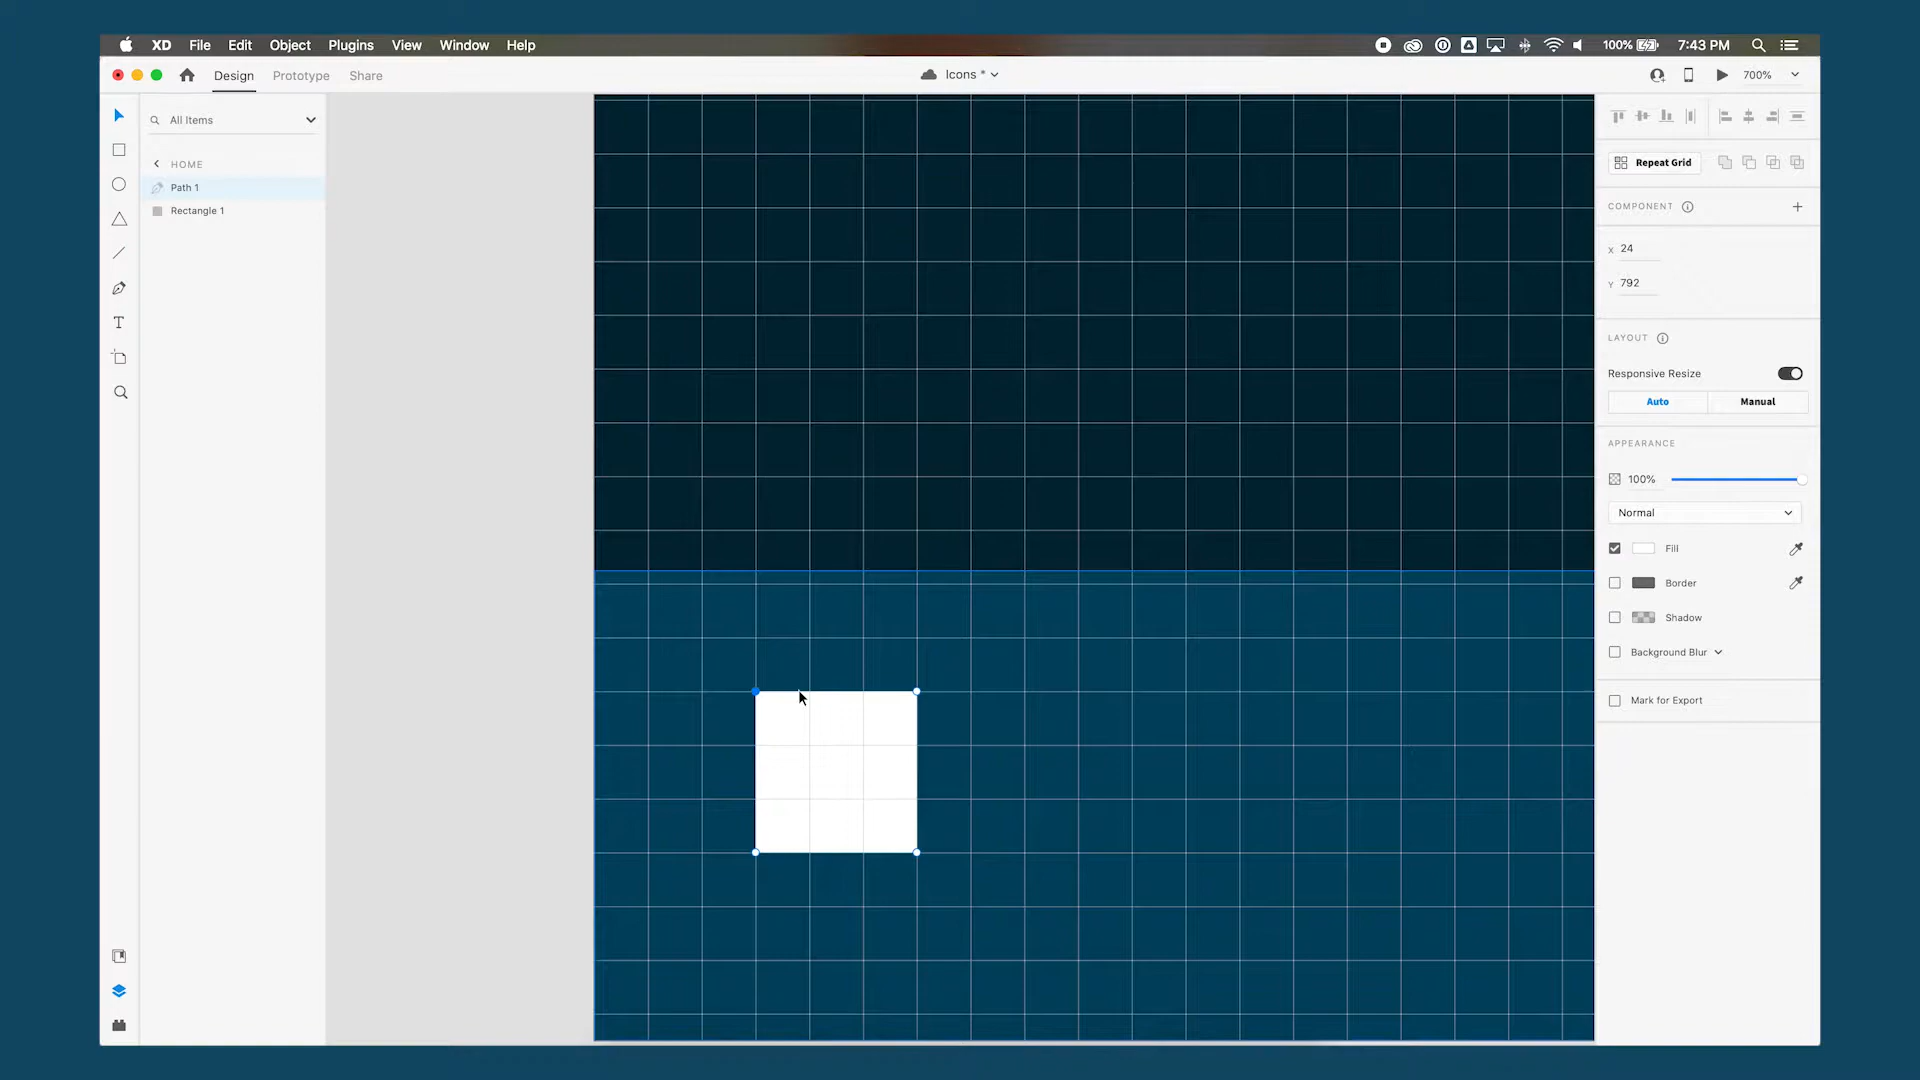 XD File Edit Object Plugins View Window Help 100% 7:43 PM
Design Prototype Share Icons * 700%
All Items
HOME
Path 1
Rectangle 1
Repeat Grid
COMPONENT
X 24
Y 792
LAYOUT
Responsive Resize
Auto Manual
APPEARANCE
100%
Normal
Fill
Border
Shadow
Background Blur
Mark for Export